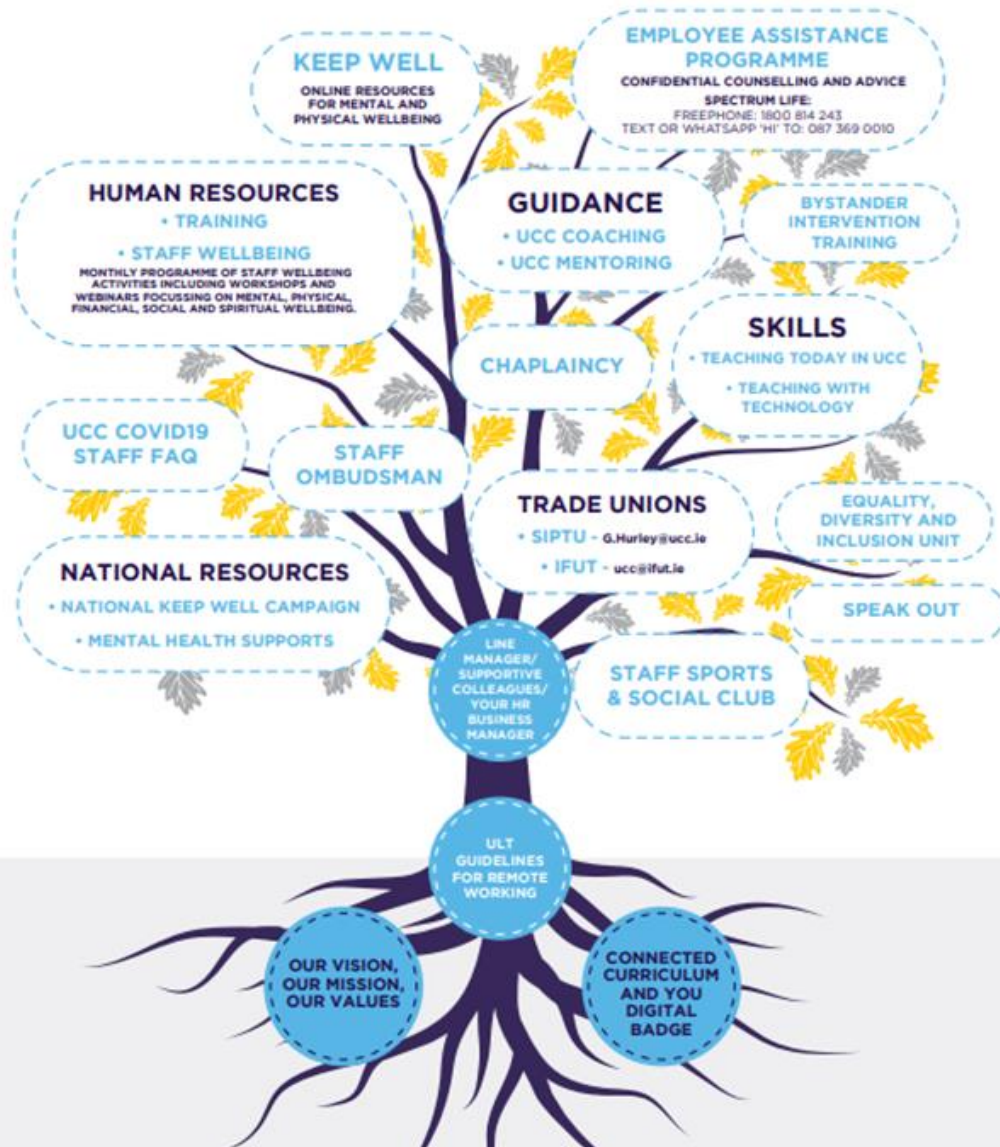 KEEP WELL
ONLINE RESOURCES
FOR MENTAL AND
PHYSICAL WELLBEING
EMPLOYEE ASSISTANCE
PROGRAMME
CONFIDENTIAL COUNSELLING AND ADVICE
SPECTRUM LIFE:
FREEPHONE: 1800 814 243
TEXT OR WHATSAPP 'HI' TO: 087 369 0010
HUMAN RESOURCES
• TRAINING
• STAFF WELLBEING
MONTHLY PROGRAMME OF STAFF WELLBEING
ACTIVITIES INCLUDING WORKSHOPS AND
WEBINARS FOCUSSING ON MENTAL, PHYSICAL,
FINANCIAL, SOCIAL AND SPIRITUAL WELLBEING.
GUIDANCE
• UCC COACHING
• UCC MENTORING
BYSTANDER
INTERVENTION
TRAINING
CHAPLAINCY
SKILLS
• TEACHING TODAY IN UCC
• TEACHING WITH
TECHNOLOGY
UCC COVID19
STAFF FAQ
STAFF
OMBUDSMAN
TRADE UNIONS
• SIPTU - G.Hurley@ucc.ie
• IFUT - ucc@ifut.ie
EQUALITY,
DIVERSITY AND
INCLUSION UNIT
NATIONAL RESOURCES
• NATIONAL KEEP WELL CAMPAIGN
• MENTAL HEALTH SUPPORTS
SPEAK OUT
LINE
MANAGER/
SUPPORTIVE
COLLEAGUES/
YOUR HR
BUSINESS
MANAGER
STAFF SPORTS
& SOCIAL CLUB
ULT
GUIDELINES
FOR REMOTE
WORKING
OUR VISION,
OUR MISSION,
OUR VALUES
CONNECTED
CURRICULUM
AND YOU
DIGITAL
BADGE